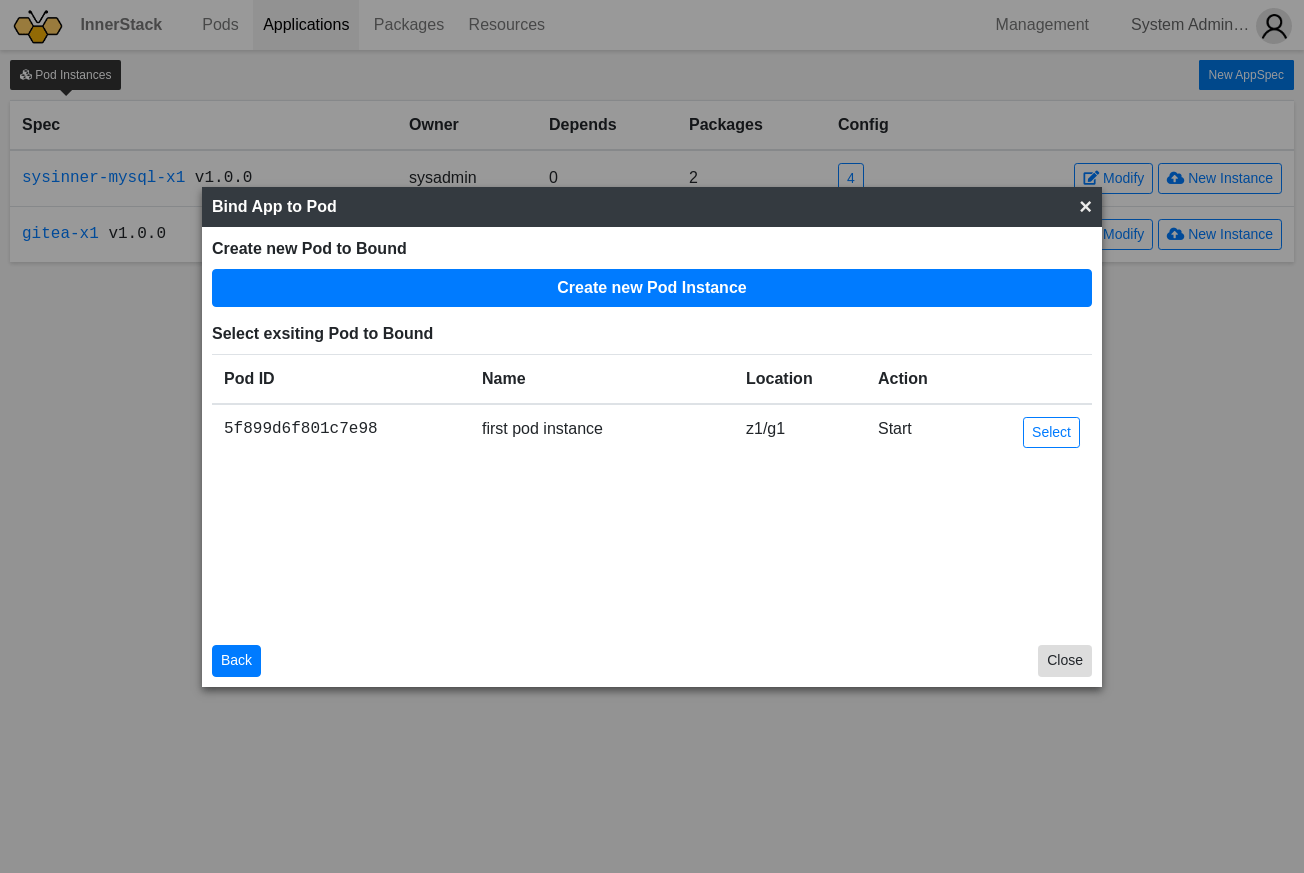 InnerStack Pods Applications Packages Resources Management System Admin…
Pod Instances New AppSpec
Spec Owner Depends Packages Config
sysinner-mysql-x1 v1.0.0 sysadmin 0 2 4 Modify New Instance
gitea-x1 v1.0.0 Modify New Instance
Bind App to Pod ×
Create new Pod to Bound
Create new Pod Instance
Select exsiting Pod to Bound
Pod ID Name Location Action
5f899d6f801c7e98 first pod instance z1/g1 Start Select
Back Close